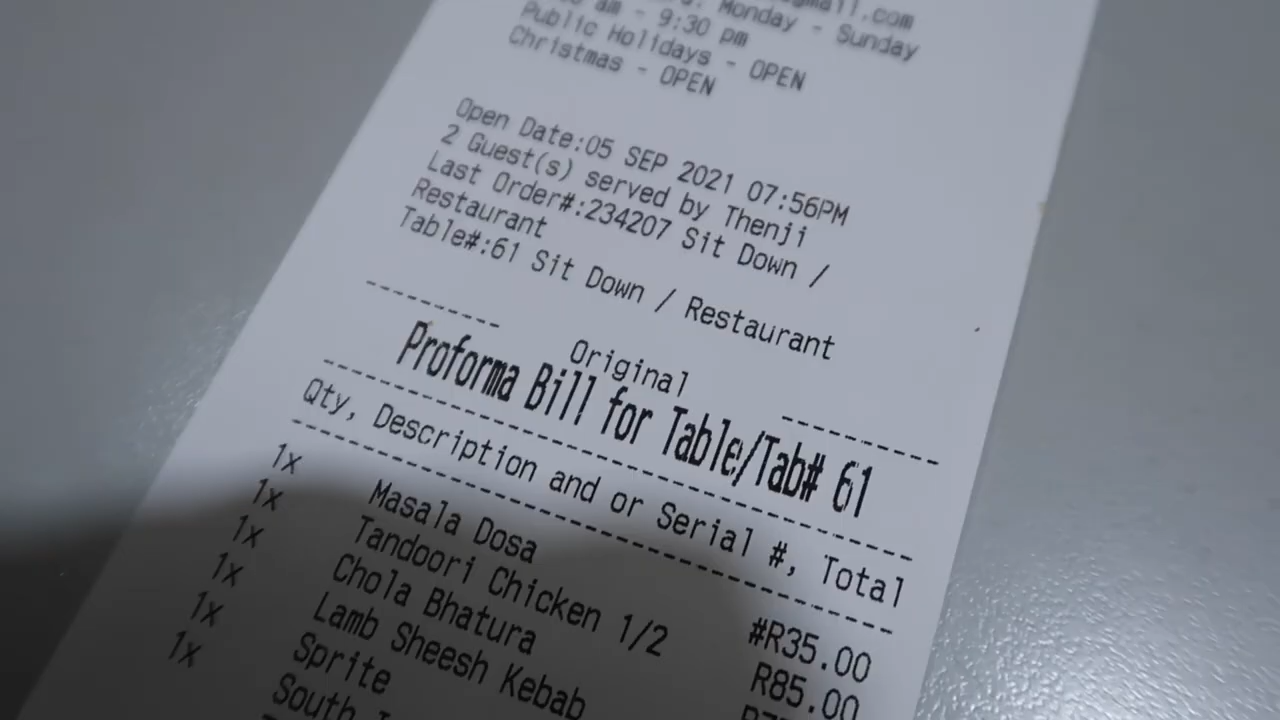 Monday - Sunday
am - 9:30 pm
Public Holidays - OPEN
Christmas - OPEN
Open Date:05 SEP 2021 07:56PM
2 Guest(s) served by Thenji
Last Order#:234207 Sit Down /
Restaurant
Table#:61 Sit Down / Restaurant
Original
Proforma Bill for Table/Tab# 61
Qty, Description and or Serial #, Total
1x Masala Dosa #R35.00
1x Tandoori Chicken 1/2 R85.00
1x Chola Bhatura
1x Lamb Sheesh Kebab
1x Sprite
1x South